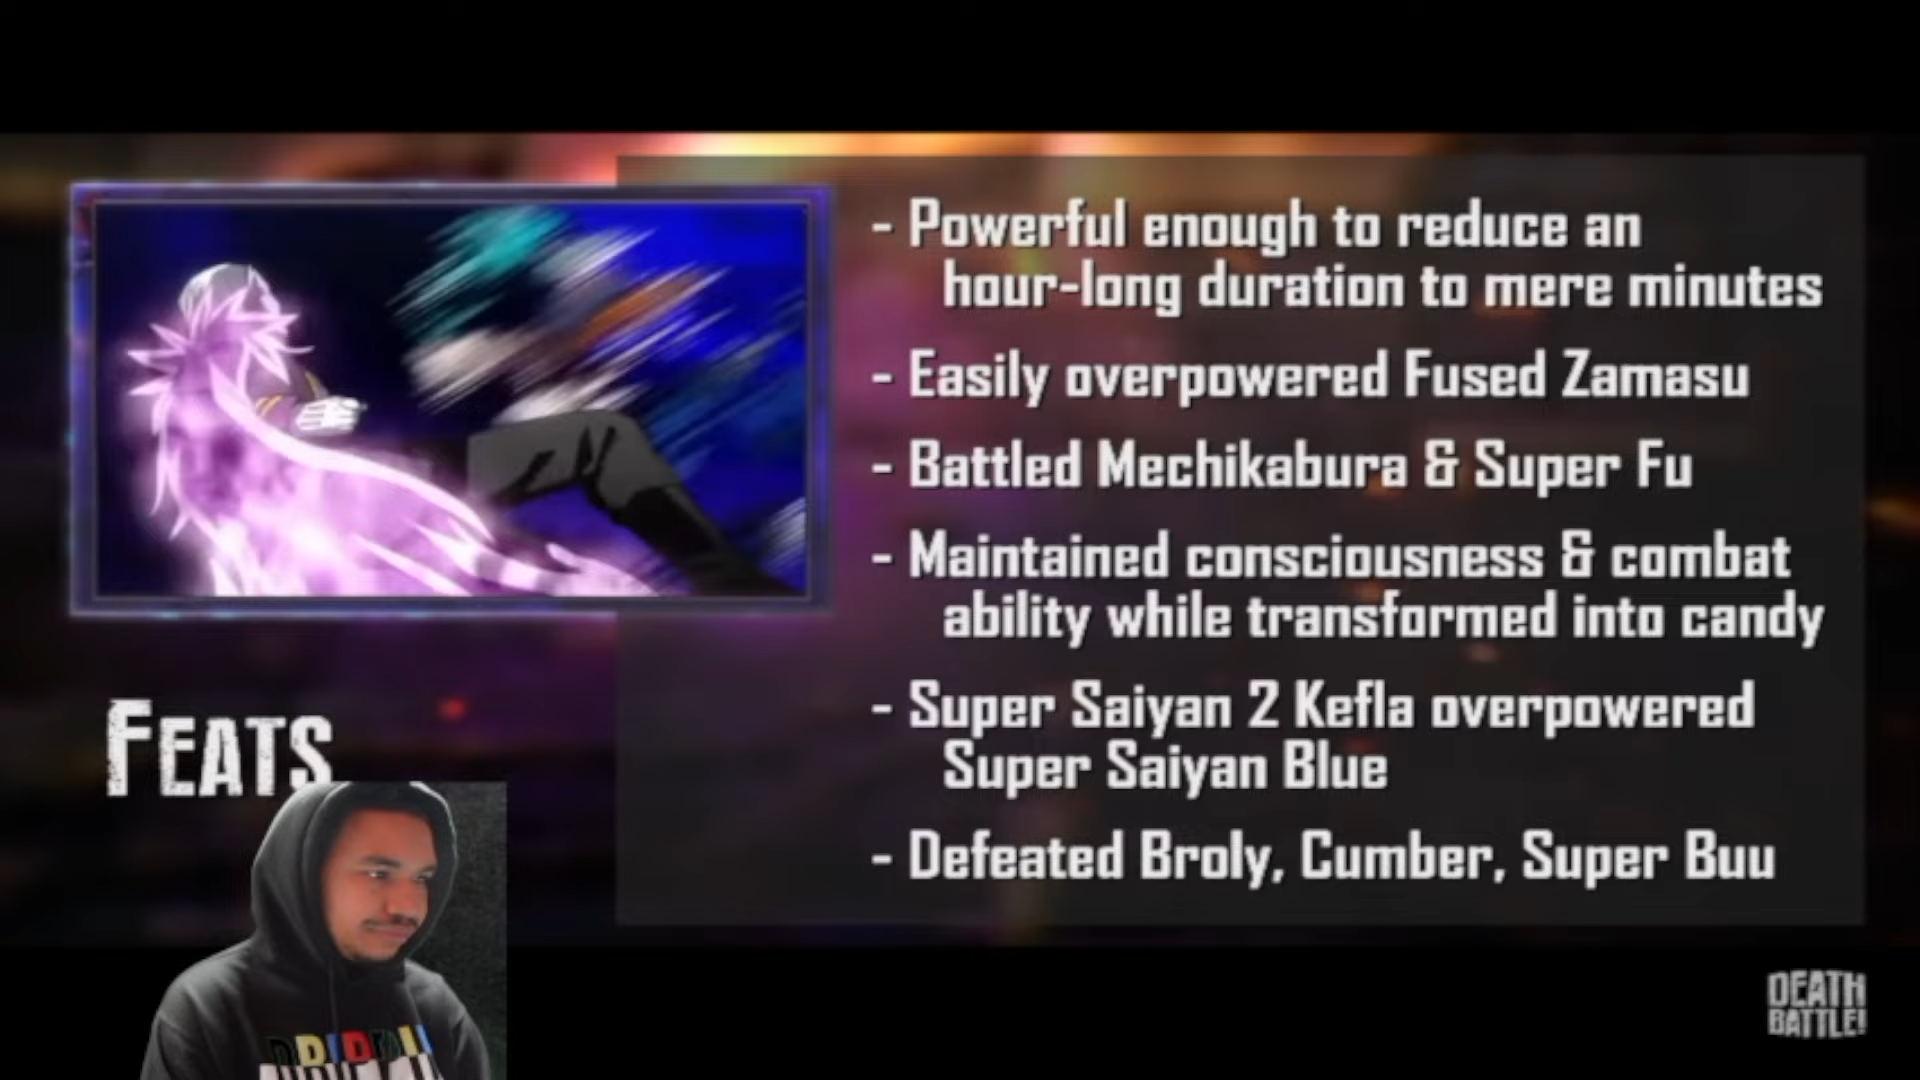 - Powerful enough to reduce an
hour-long duration to mere minutes
- Easily overpowered Fused Zamasu
- Battled Mechikabura & Super Fu
- Maintained consciousness & combat
ability while transformed into candy
- Super Saiyan 2 Kefla overpowered
Super Saiyan Blue
- Defeated Broly, Cumber, Super Buu
FEATS
DEATH
BATTLE!